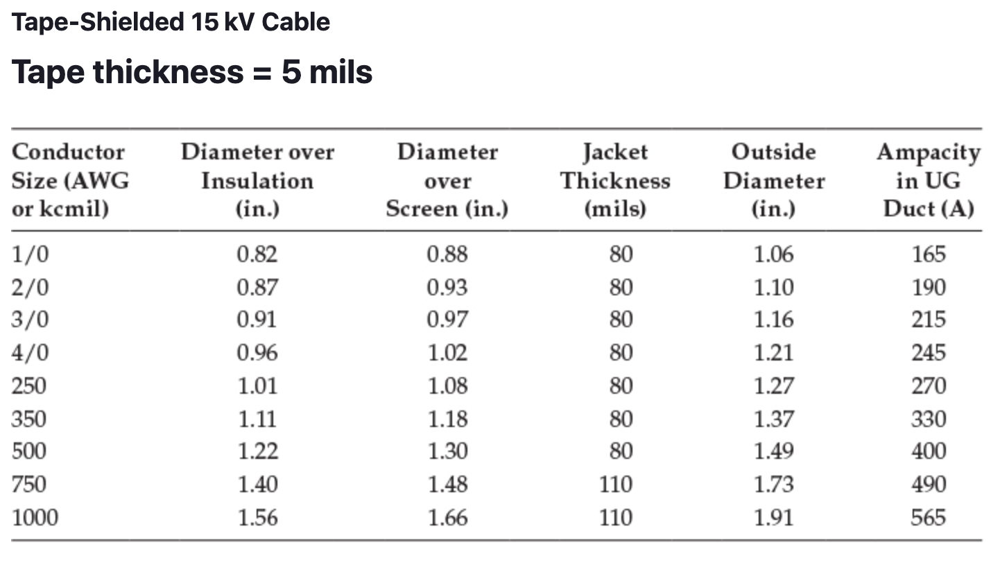 Tape-Shielded 15 kV Cable
Tape thickness = 5 mils
Conductor Size (AWG or kcmil) Diameter over Insulation (in.) Diameter over Screen (in.) Jacket Thickness (mils) Outside Diameter (in.) Ampacity in UG Duct (A)
1/0 0.82 0.88 80 1.06 165
2/0 0.87 0.93 80 1.10 190
3/0 0.91 0.97 80 1.16 215
4/0 0.96 1.02 80 1.21 245
250 1.01 1.08 80 1.27 270
350 1.11 1.18 80 1.37 330
500 1.22 1.30 80 1.49 400
750 1.40 1.48 110 1.73 490
1000 1.56 1.66 110 1.91 565